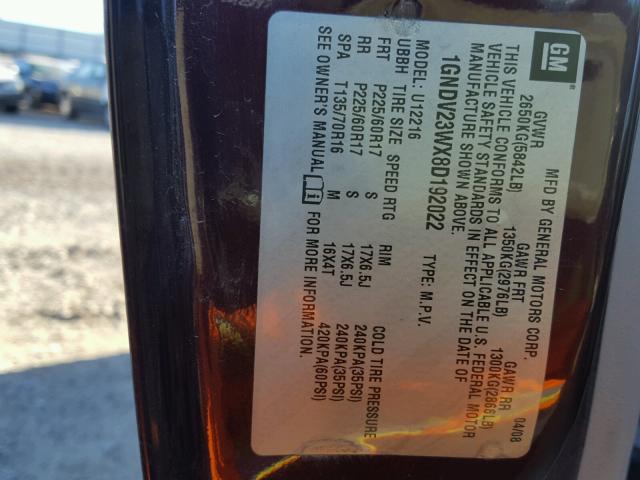 GM
MFD BY GENERAL MOTORS CORP. 04/08
GVWR GAWR FRT GAWR RR
2650KG(5842LB) 1350KG(2976LB) 1300KG(2866LB)
THIS VEHICLE CONFORMS TO ALL APPLICABLE U.S. FEDERAL MOTOR
VEHICLE SAFETY STANDARDS IN EFFECT ON THE DATE OF
MANUFACTURE SHOWN ABOVE.
1GNDV23WX8D192022 TYPE: M.P.V.
MODEL: U12216
UBBH TIRE SIZE SPEED RTG RIM COLD TIRE PRESSURE
FRT P225/60R17 S 17X6.5J 240KPA(35PSI)
RR P225/60R17 S 17X6.5J 240KPA(35PSI)
SPA T135/70R16 M 16X4T 420KPA(60PSI)
SEE OWNER'S MANUAL FOR MORE INFORMATION.